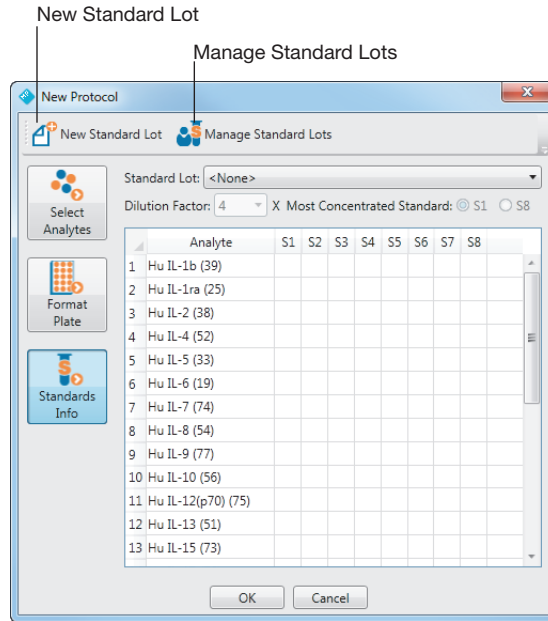 New Standard Lot
Manage Standard Lots
New Protocol
New Standard Lot Manage Standard Lots
Standard Lot: <None>
Dilution Factor: 4 X Most Concentrated Standard: S1 S8
Select
Analytes
Format
Plate
Standards
Info
Analyte S1 S2 S3 S4 S5 S6 S7 S8
1 Hu IL-1b (39)
2 Hu IL-1ra (25)
3 Hu IL-2 (38)
4 Hu IL-4 (52)
5 Hu IL-5 (33)
6 Hu IL-6 (19)
7 Hu IL-7 (74)
8 Hu IL-8 (54)
9 Hu IL-9 (77)
10 Hu IL-10 (56)
11 Hu IL-12(p70) (75)
12 Hu IL-13 (51)
13 Hu IL-15 (73)
OK Cancel